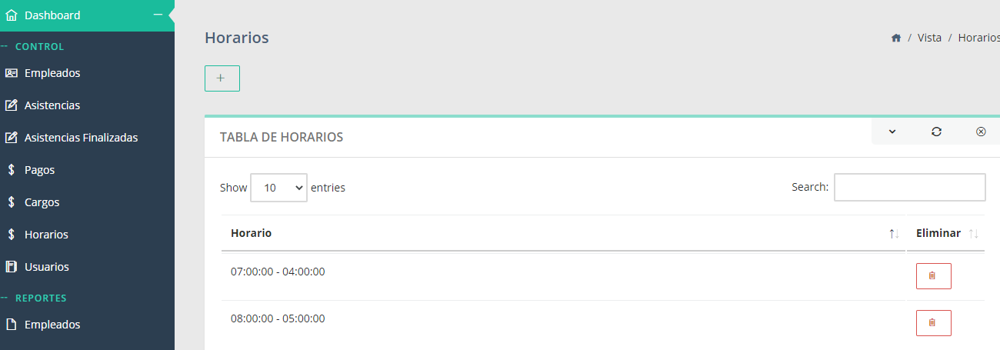 Dashboard
CONTROL
Empleados
Asistencias
Asistencias Finalizadas
Pagos
Cargos
Horarios
Usuarios
REPORTES
Empleados
Horarios
/ Vista / Horarios
TABLA DE HORARIOS
Show 10 entries
Search:
Horario Eliminar
07:00:00 - 04:00:00
08:00:00 - 05:00:00